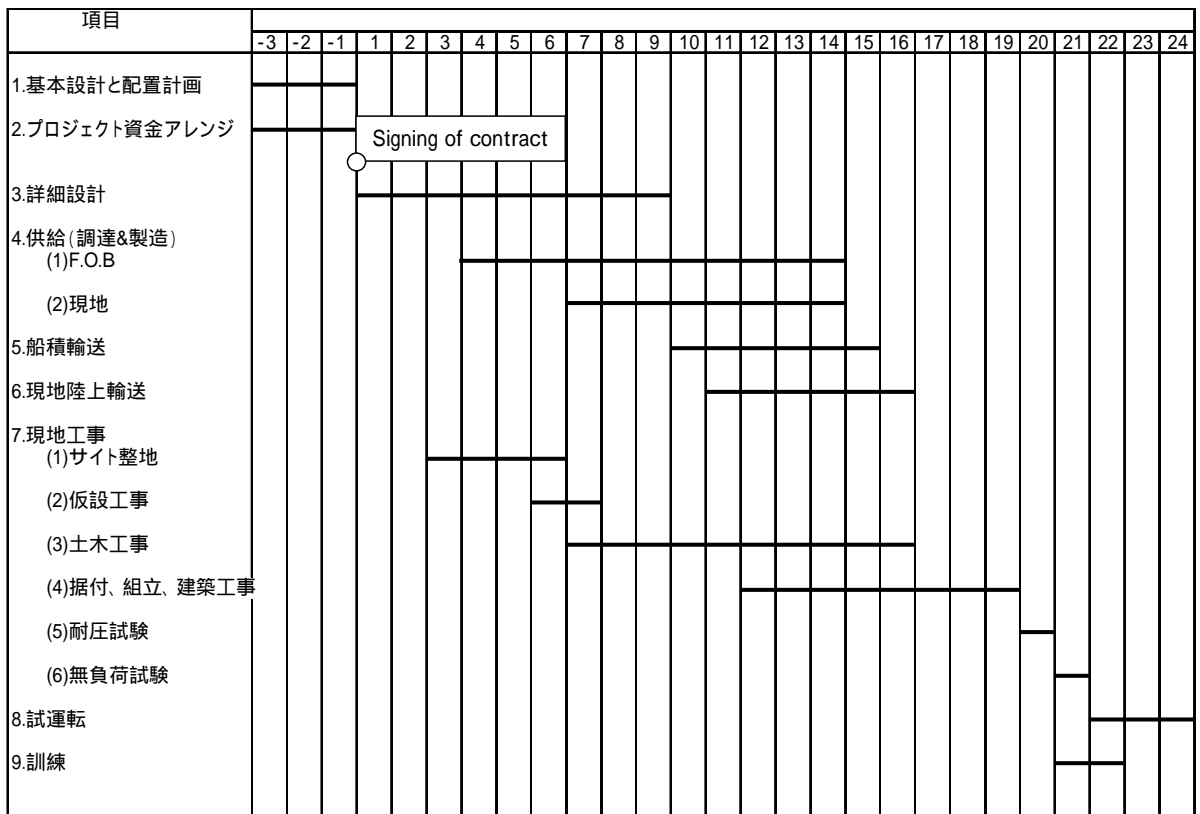 項目
-3 -2 -1 1 2 3 4 5 6 7 8 9 10 11 12 13 14 15 16 17 18 19 20 21 22 23 24
1.基本設計と配置計画
2.プロジェクト資金アレンジ
Signing of contract
3.詳細設計
4.供給(調達&製造)
(1)F.O.B
(2)現地
5.船積輸送
6.現地陸上輸送
7.現地工事
(1)サイト整地
(2)仮設工事
(3)土木工事
(4)据付、組立、建築工事
(5)耐圧試験
(6)無負荷試験
8.試運転
9.訓練